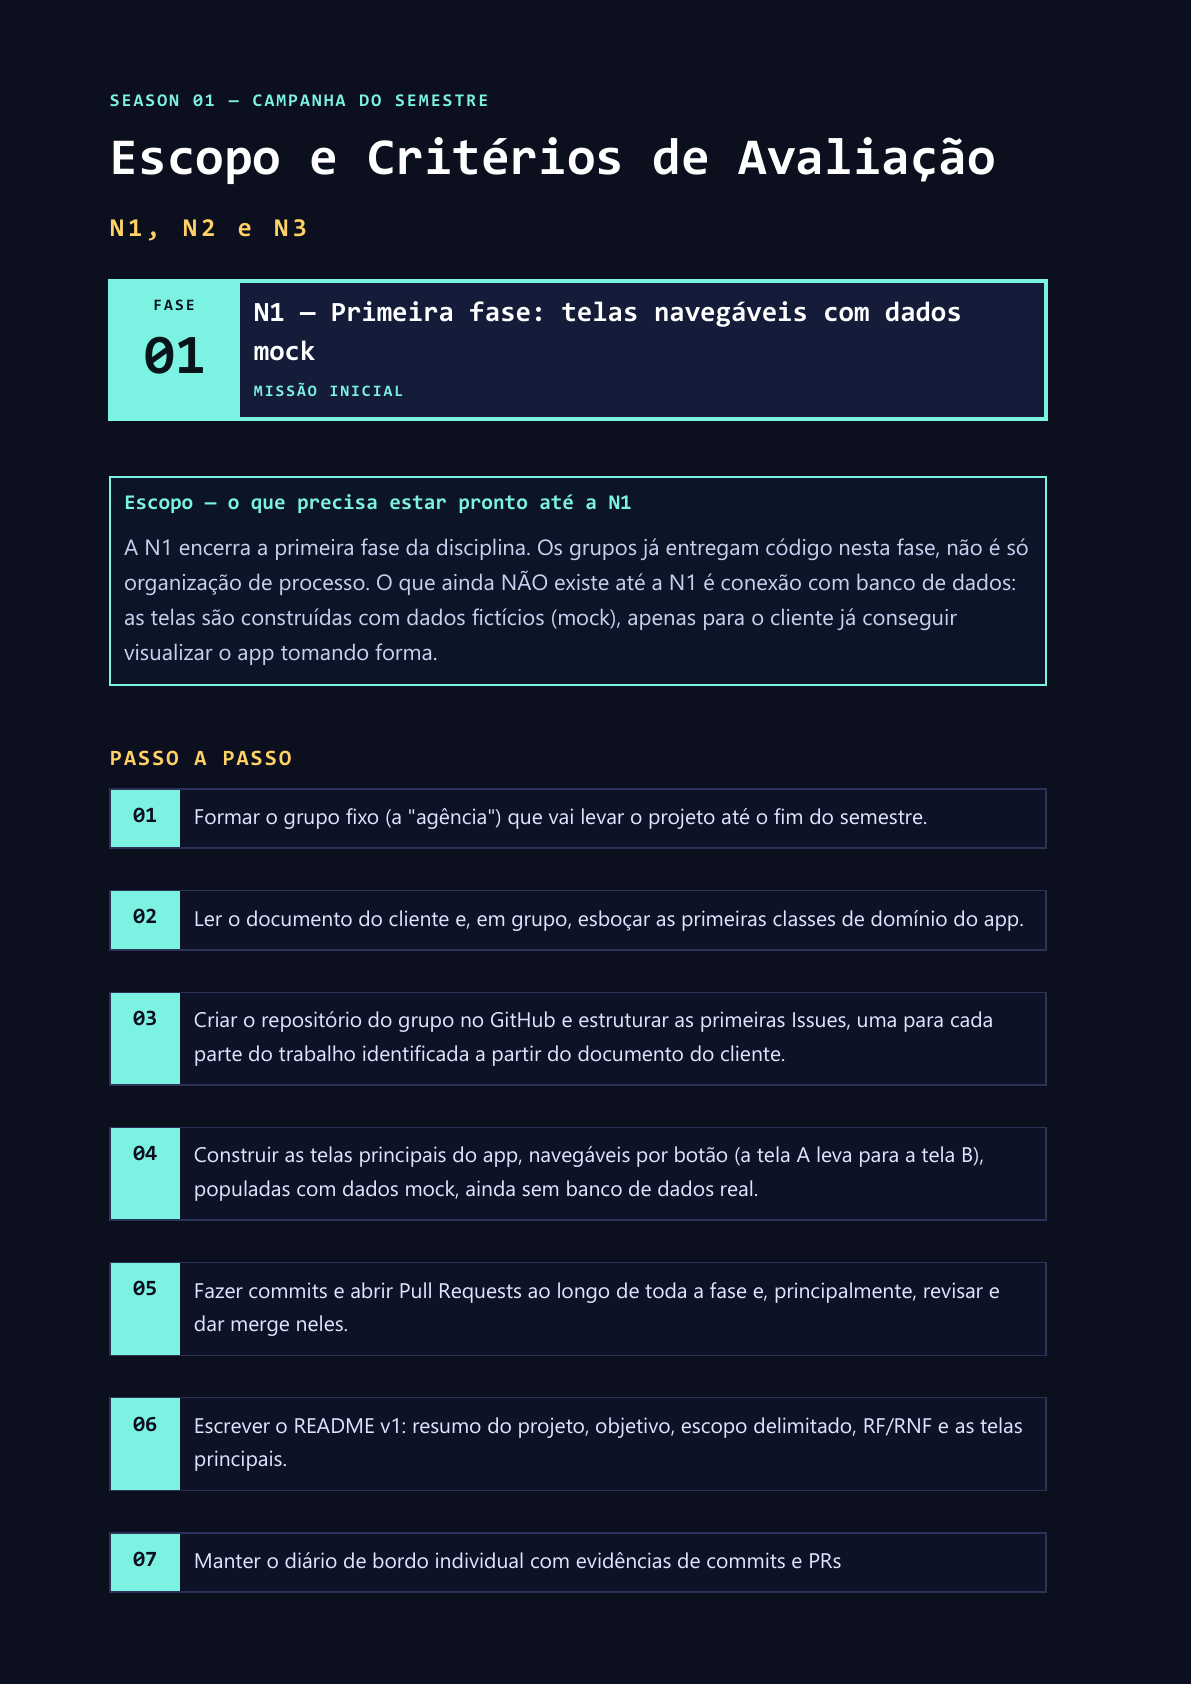 SEASON 01 — CAMPANHA DO SEMESTRE
Escopo e Critérios de Avaliação
N1, N2 e N3
FASE
01
N1 — Primeira fase: telas navegáveis com dados
mock
MISSÃO INICIAL
Escopo — o que precisa estar pronto até a N1
A N1 encerra a primeira fase da disciplina. Os grupos já entregam código nesta fase, não é só
organização de processo. O que ainda NÃO existe até a N1 é conexão com banco de dados:
as telas são construídas com dados fictícios (mock), apenas para o cliente já conseguir
visualizar o app tomando forma.
PASSO A PASSO
01
Formar o grupo fixo (a "agência") que vai levar o projeto até o fim do semestre.
02
Ler o documento do cliente e, em grupo, esboçar as primeiras classes de domínio do app.
03
Criar o repositório do grupo no GitHub e estruturar as primeiras Issues, uma para cada
parte do trabalho identificada a partir do documento do cliente.
04
Construir as telas principais do app, navegáveis por botão (a tela A leva para a tela B),
populadas com dados mock, ainda sem banco de dados real.
05
Fazer commits e abrir Pull Requests ao longo de toda a fase e, principalmente, revisar e
dar merge neles.
06
Escrever o README v1: resumo do projeto, objetivo, escopo delimitado, RF/RNF e as telas
principais.
07
Manter o diário de bordo individual com evidências de commits e PRs